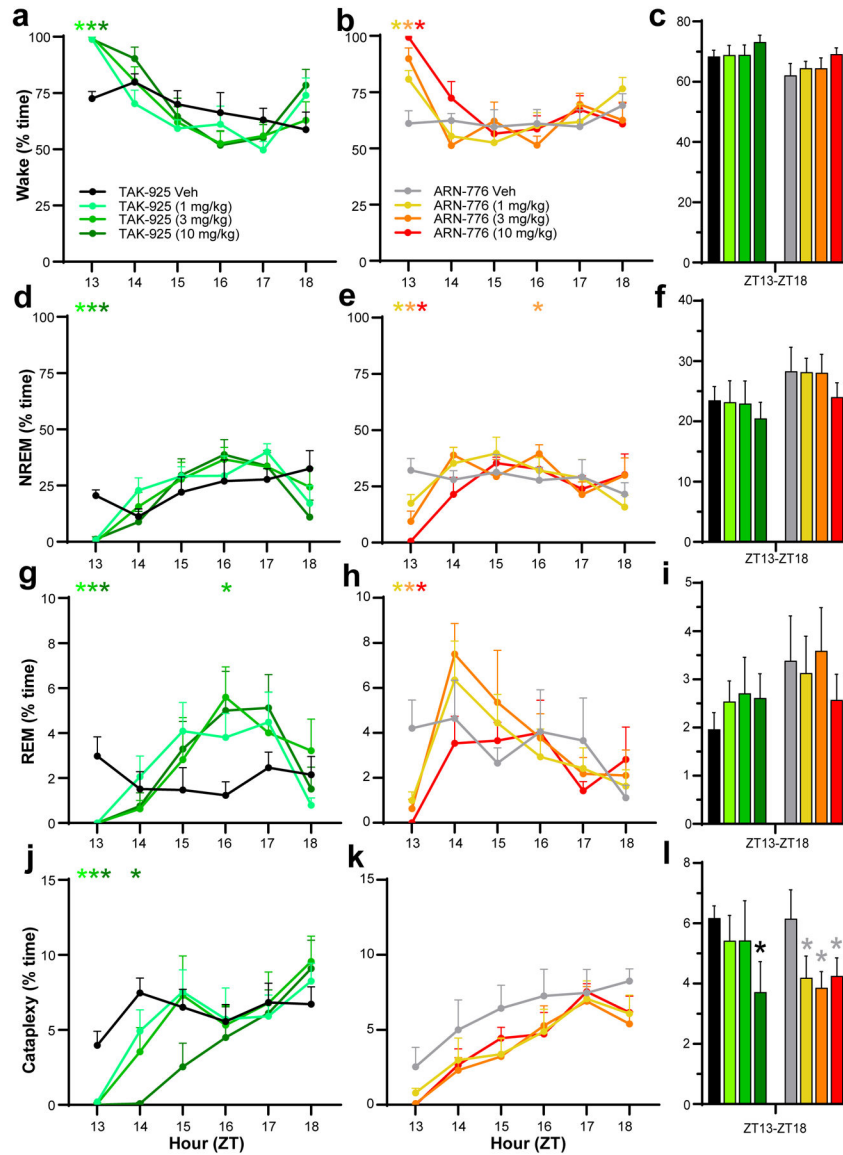 a
***
100
75
50
25
0
Wake (% time)
TAK-925 Veh
TAK-925 (1 mg/kg)
TAK-925 (3 mg/kg)
TAK-925 (10 mg/kg)
13 14 15 16 17 18
b
***
100
75
50
25
0
ARN-776 Veh
ARN-776 (1 mg/kg)
ARN-776 (3 mg/kg)
ARN-776 (10 mg/kg)
13 14 15 16 17 18
c
80
60
40
20
0
ZT13-ZT18
d
***
100
75
50
25
0
NREM (% time)
13 14 15 16 17 18
e
*** *
100
75
50
25
0
13 14 15 16 17 18
f
40
30
20
10
0
ZT13-ZT18
g
*** *
10
8
6
4
2
0
REM (% time)
13 14 15 16 17 18
h
***
10
8
6
4
2
0
13 14 15 16 17 18
i
5
4
3
2
1
0
ZT13-ZT18
j
*** *
15
10
5
0
Cataplexy (% time)
13 14 15 16 17 18
Hour (ZT)
k
15
10
5
0
13 14 15 16 17 18
Hour (ZT)
l
8
6
4
2
0
* * * *
ZT13-ZT18